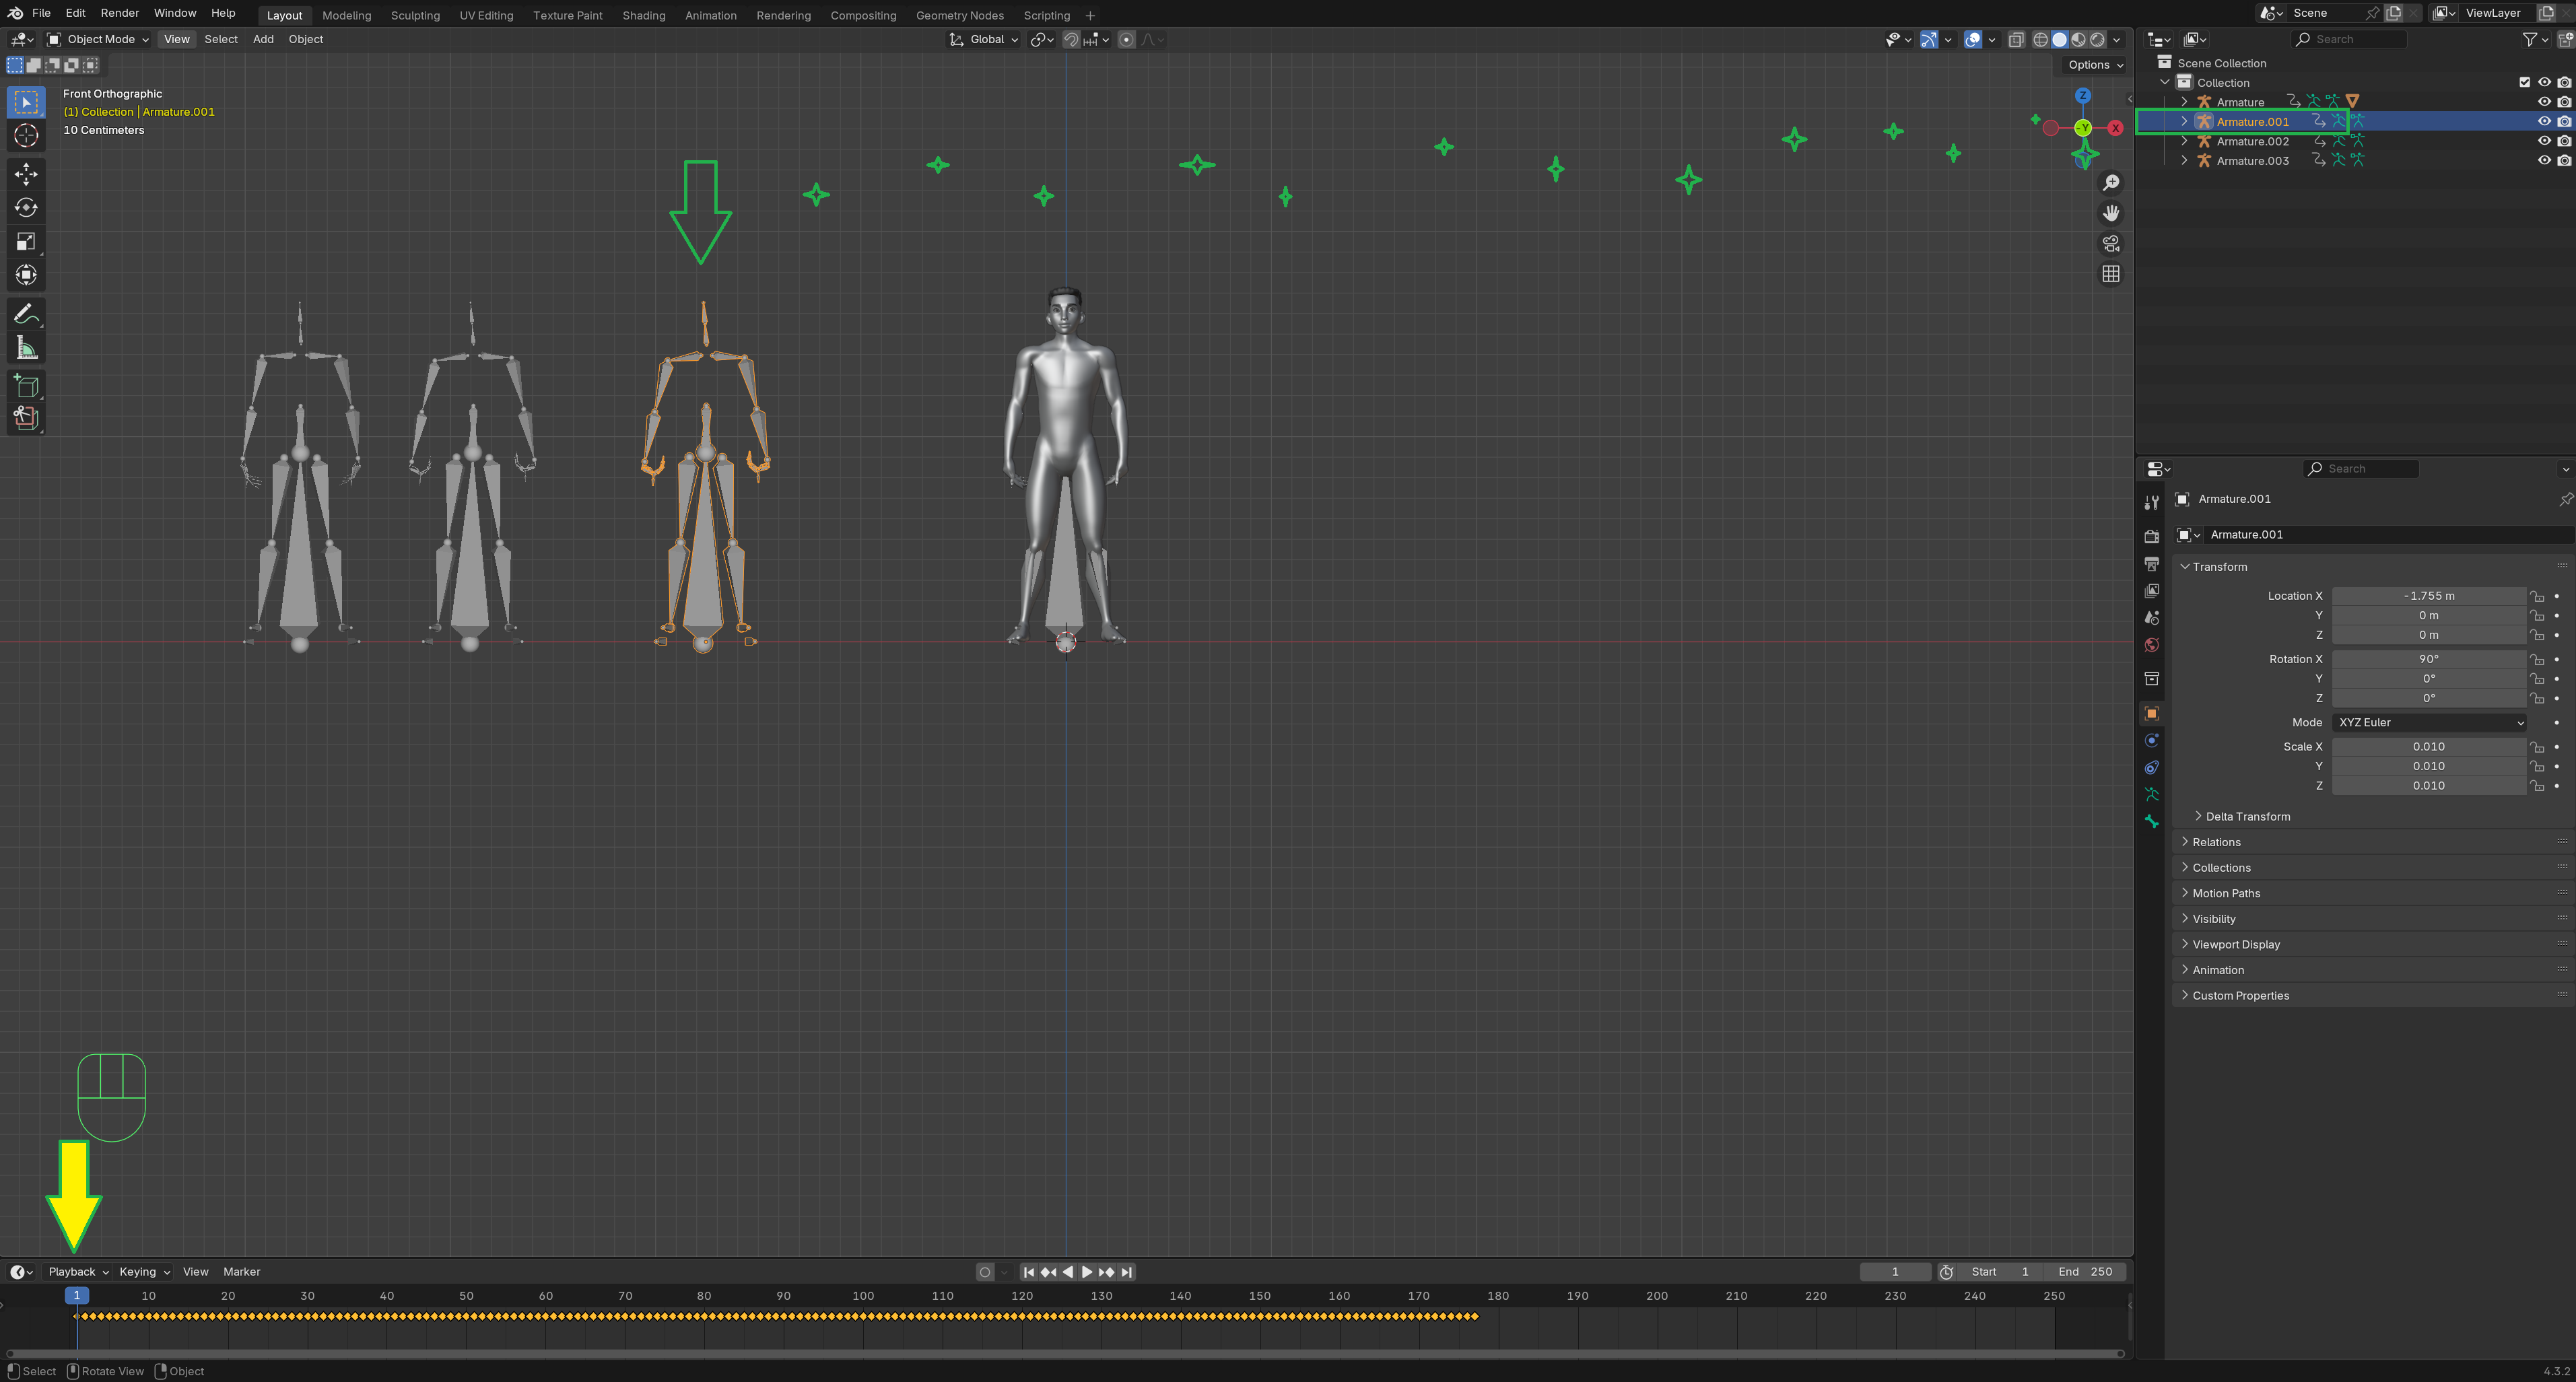 File Edit Render Window Help Layout Modeling Sculpting UV Editing Texture Paint Shading Animation Rendering Compositing Geometry Nodes Scripting + Scene ViewLayer
Object Mode View Select Add Object Global Search
Options
Front Orthographic
(1) Collection | Armature.001
10 Centimeters
Z
-Y X
Scene Collection
Collection
Armature
Armature.001
Armature.002
Armature.003
Search
Armature.001
Armature.001
Transform
Location X -1.755 m
Y 0 m
Z 0 m
Rotation X 90°
Y 0°
Z 0°
Mode XYZ Euler
Scale X 0.010
Y 0.010
Z 0.010
Delta Transform
Relations
Collections
Motion Paths
Visibility
Viewport Display
Animation
Custom Properties
Playback Keying View Marker 1 Start 1 End 250
1 10 20 30 40 50 60 70 80 90 100 110 120 130 140 150 160 170 180 190 200 210 220 230 240 250
Select Rotate View Object 4.3.2